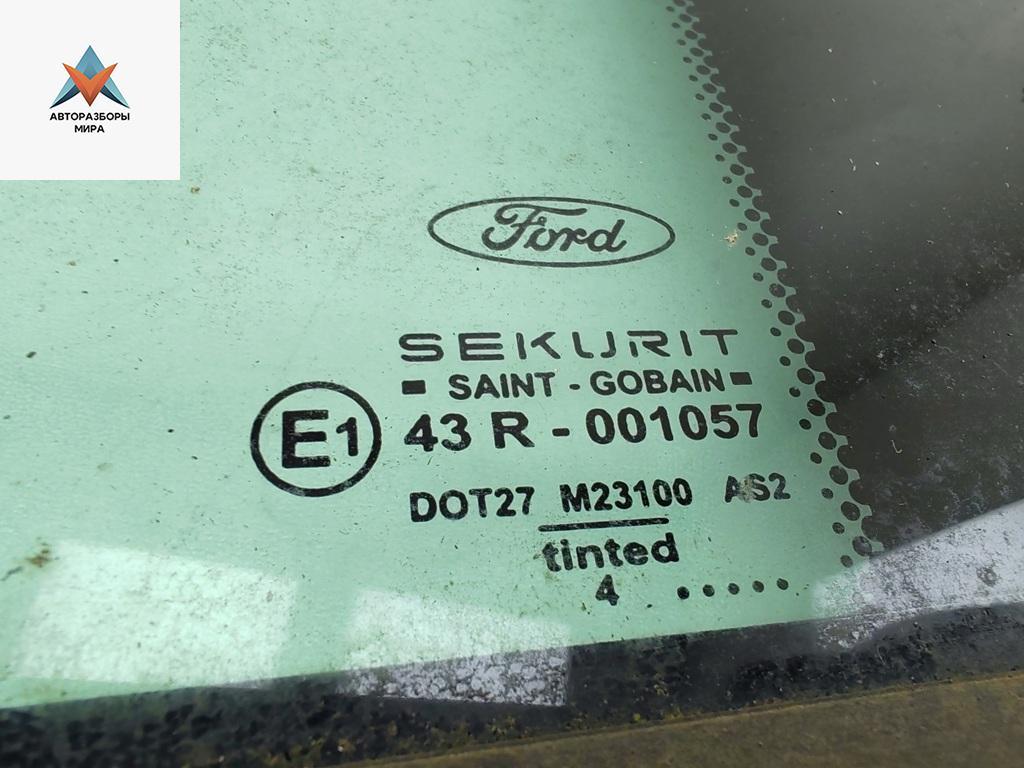 АВТОРАЗБОРЫ
МИРА
Ford
SEKURIT
SAINT - GOBAIN
E1 43 R - 001057
DOT27 M23100 AS2
tinted
4 .....